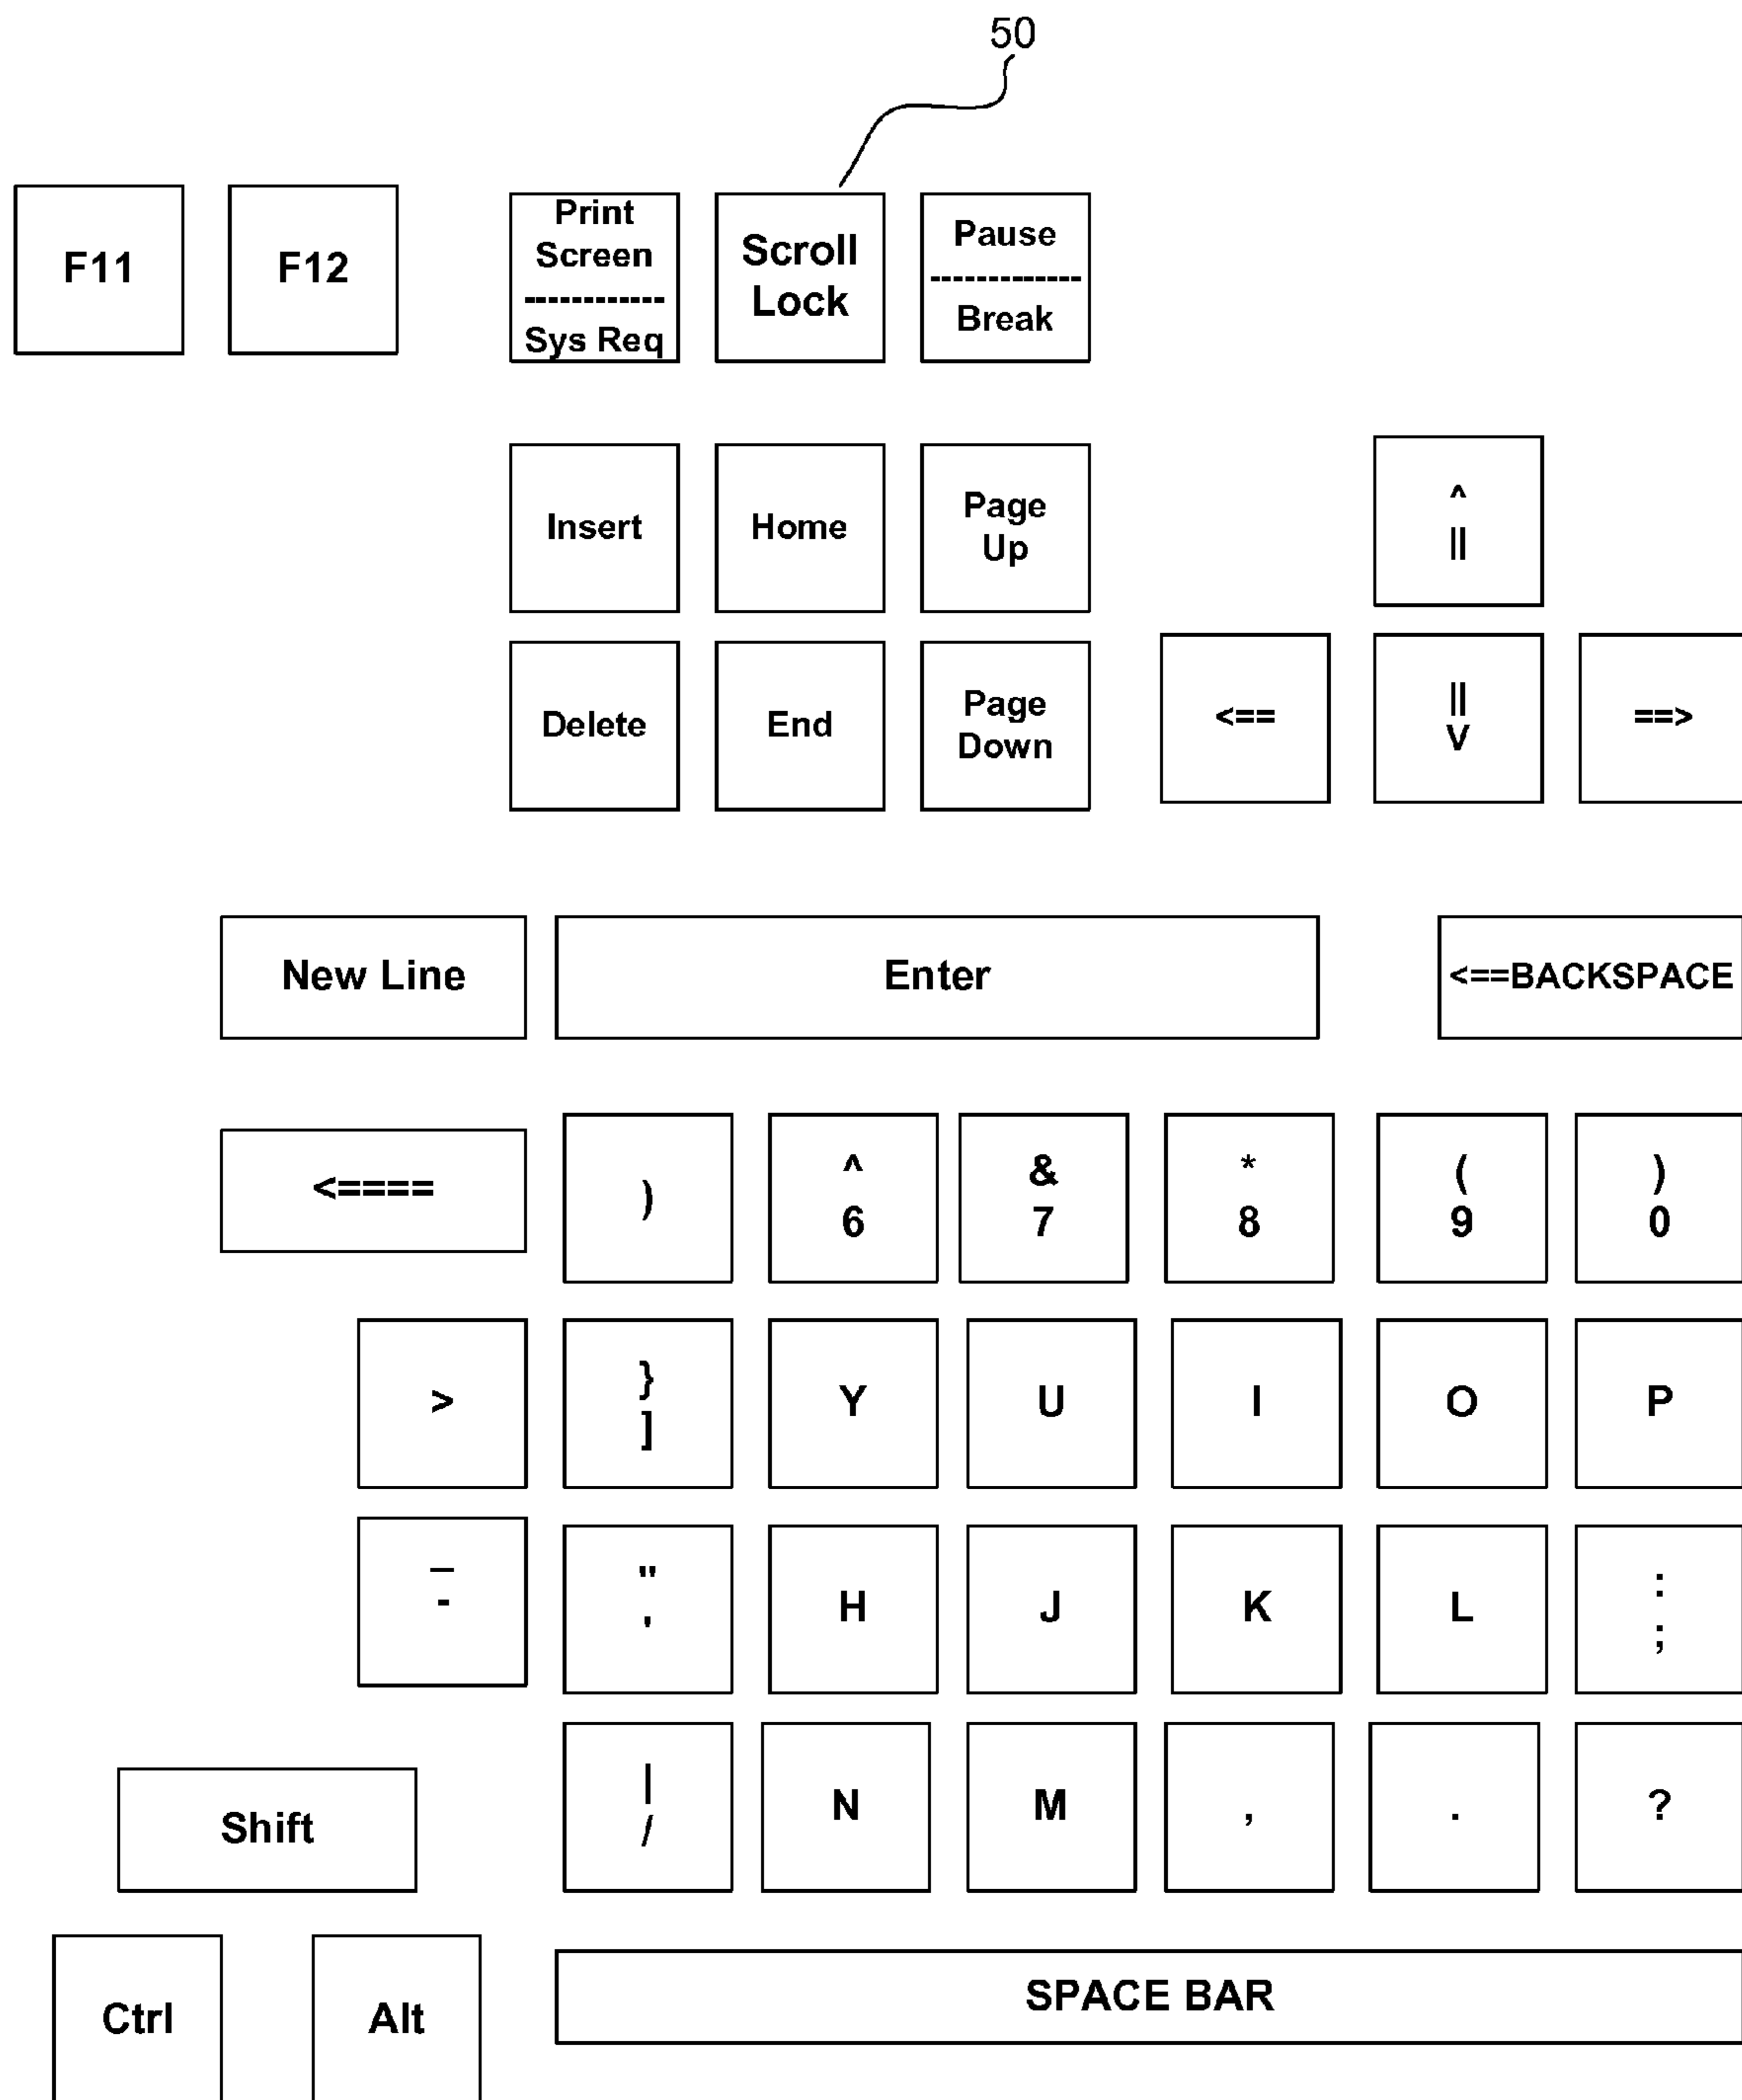 50
F11
F12
Print
Screen
------------
Sys Req
Scroll
Lock
Pause
-------------
Break
Insert
Home
Page
Up
^
||
Delete
End
Page
Down
<==
||
V
==>
New Line
Enter
<==BACKSPACE
<====
)
^
6
&
7
*
8
(
9
)
0
>
}
]
Y
U
I
O
P
_
-
"
'
H
J
K
L
:
;
Shift
|
/
N
M
,
.
?
Ctrl
Alt
SPACE BAR